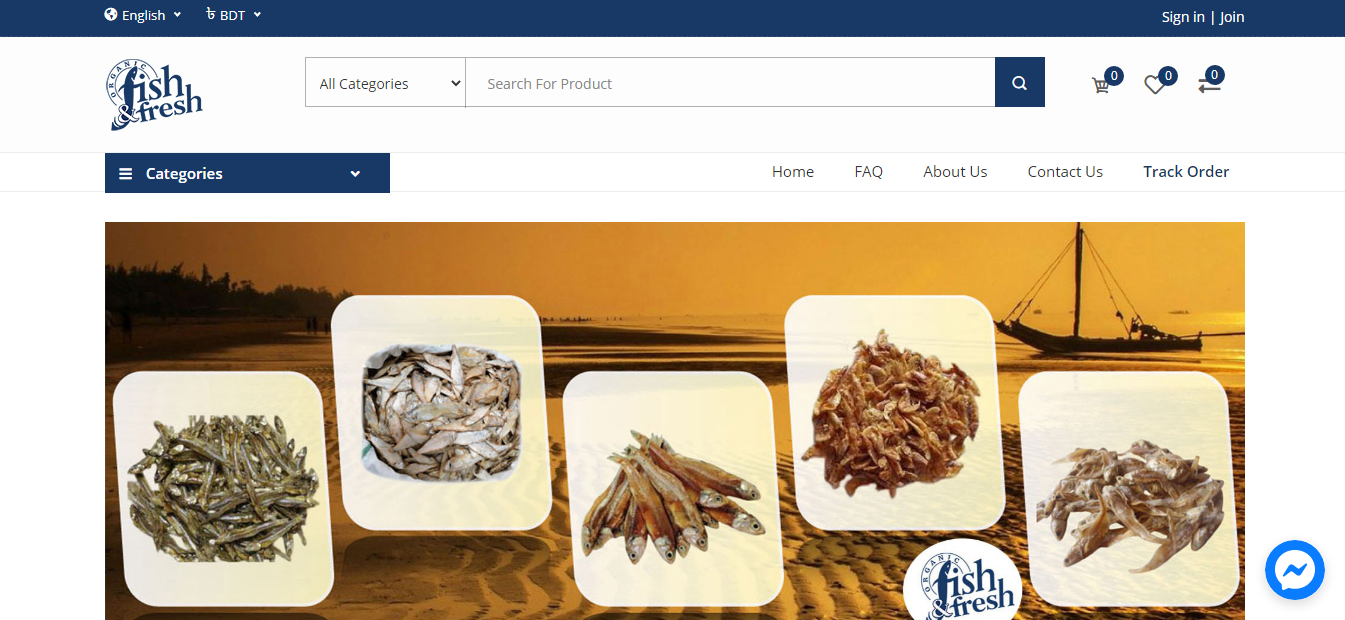 English
৳ BDT
Sign in | Join
ORGANIC
fish
&fresh
All Categories
Search For Product
0
0
0
Categories
Home
FAQ
About Us
Contact Us
Track Order
ORGANIC
fish
&fresh